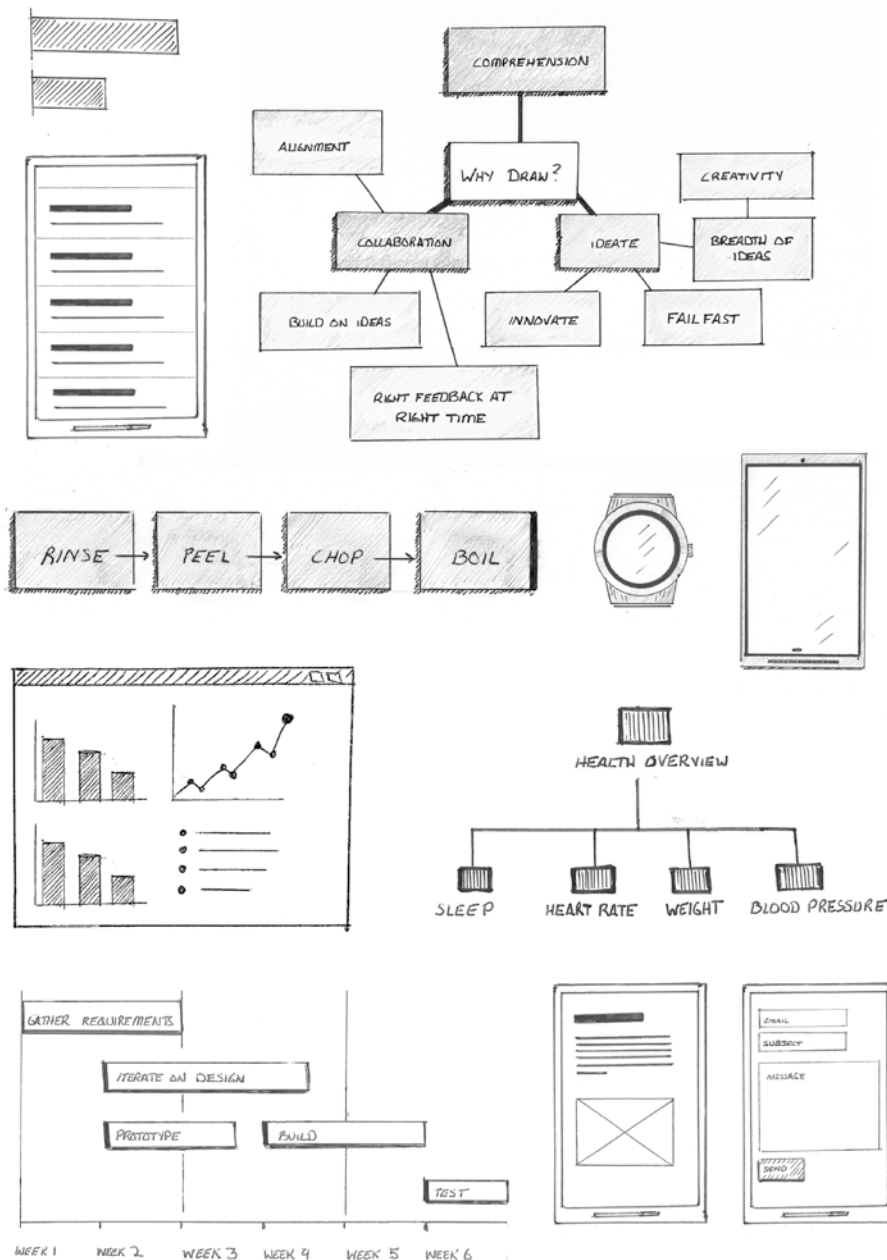 COMPREHENSION
ALIGNMENT
WHY DRAW?
CREATIVITY
COLLABORATION
IDEATE
BREADTH OF
IDEAS
BUILD ON IDEAS
INNOVATE
FAIL FAST
RIGHT FEEDBACK AT
RIGHT TIME
RINSE
PEEL
CHOP
BOIL
HEALTH OVERVIEW
SLEEP
HEART RATE
WEIGHT
BLOOD PRESSURE
GATHER REQUIREMENTS
ITERATE ON DESIGN
PROTOTYPE
BUILD
TEST
WEEK 1
WEEK 2
WEEK 3
WEEK 4
WEEK 5
WEEK 6
EMAIL
SUBJECT
MESSAGE
SEND